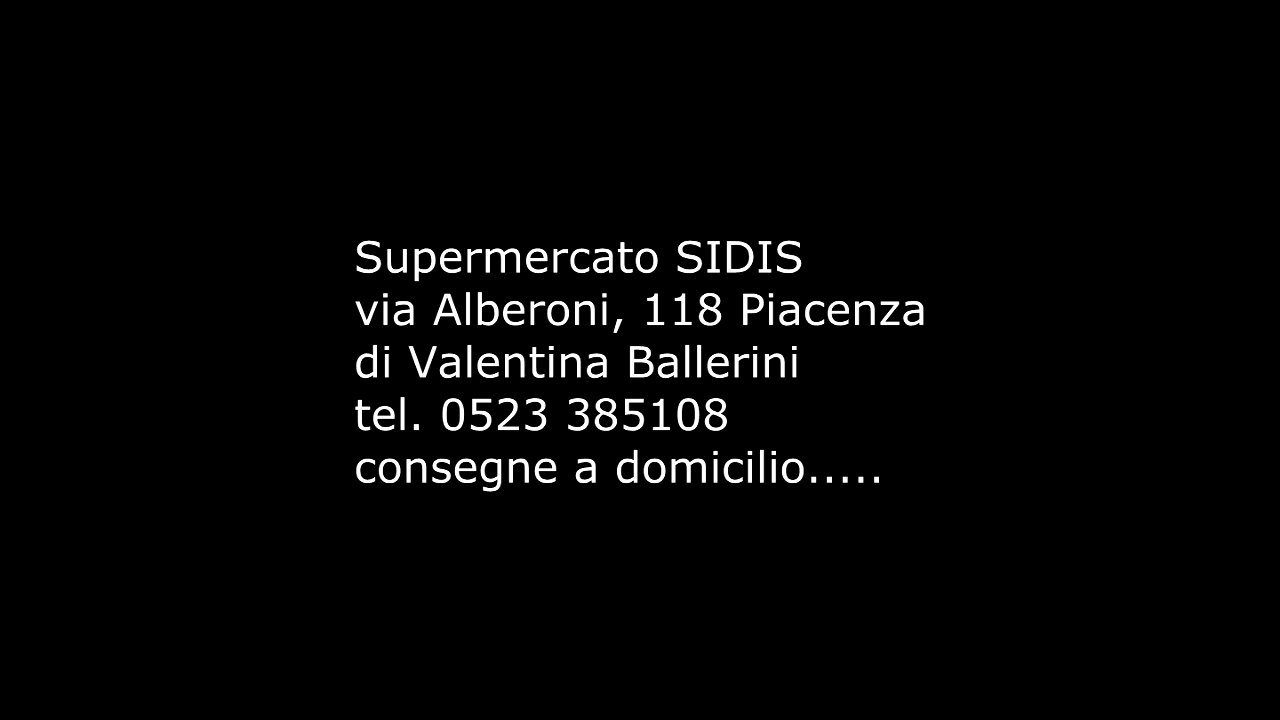 Supermercato SIDIS
via Alberoni, 118 Piacenza
di Valentina Ballerini
tel. 0523 385108
consegne a domicilio.....